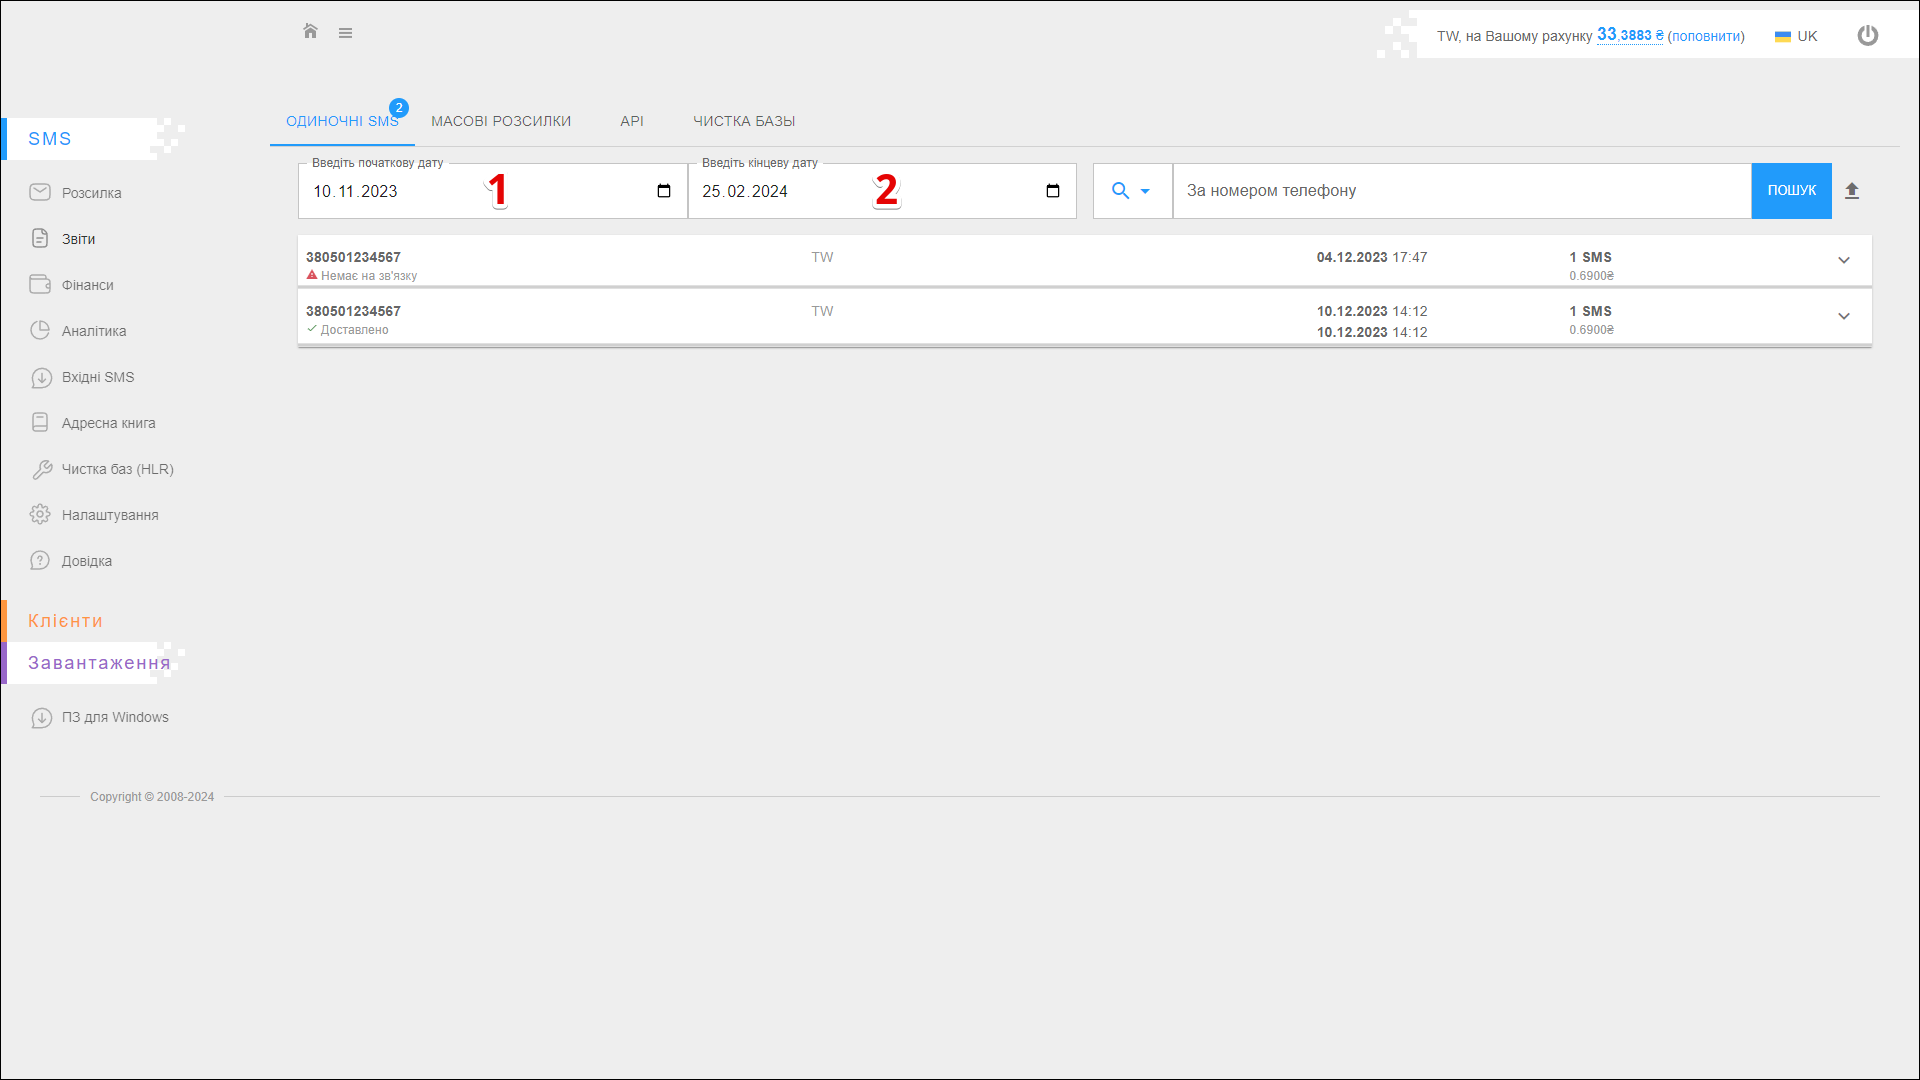 TW, на Вашому рахунку 33,3883 ₴ (поповнити) UK
SMS
Розсилка
Звіти
Фінанси
Аналітика
Вхідні SMS
Адресна книга
Чистка баз (HLR)
Налаштування
Довідка
Клієнти
Завантаження
ПЗ для Windows
ОДИНОЧНІ SMS 2 МАСОВІ РОЗСИЛКИ API ЧИСТКА БАЗЫ
Введіть початкову дату
10.11.2023 1
Введіть кінцеву дату
25.02.2024 2
За номером телефону ПОШУК
380501234567 TW 04.12.2023 17:47 1 SMS
Немає на зв'язку 0.6900₴
380501234567 TW 10.12.2023 14:12 1 SMS
Доставлено 10.12.2023 14:12 0.6900₴
Copyright © 2008-2024